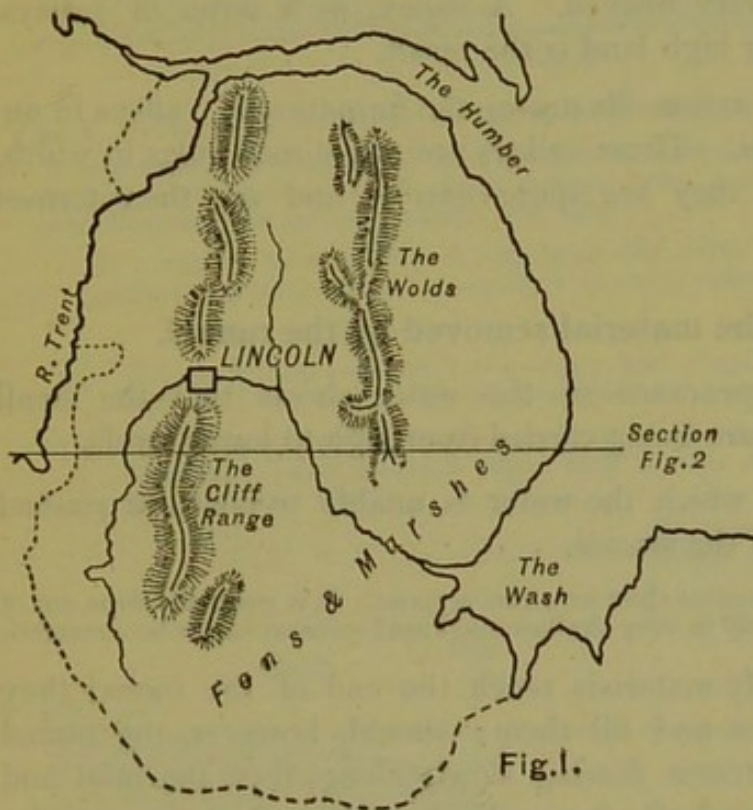 The Humber
The
Wolds
R. Trent
LINCOLN
Section
Fig.2
The
Cliff
Range
Fens & Marshes
The
Wash
Fig.1.